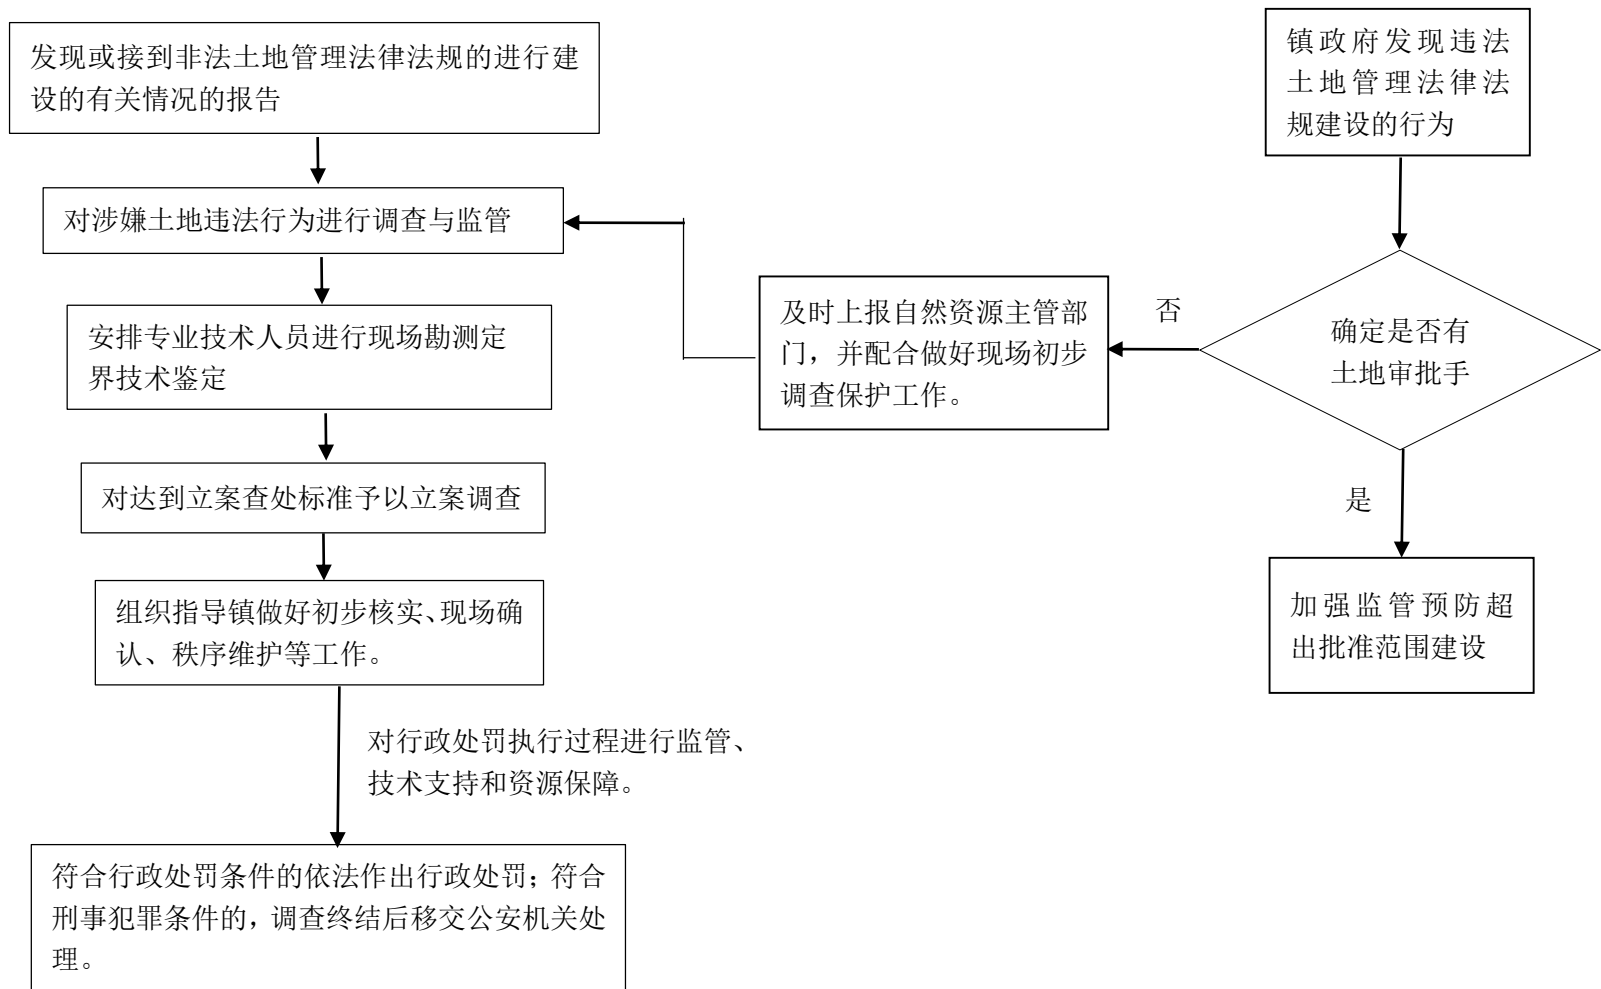 发现或接到非法土地管理法律法规的进行建
设的有关情况的报告
对涉嫌土地违法行为进行调查与监管
安排专业技术人员进行现场勘测定
界技术鉴定
对达到立案查处标准予以立案调查
组织指导镇做好初步核实、现场确
认、秩序维护等工作。
对行政处罚执行过程进行监管、
技术支持和资源保障。
符合行政处罚条件的依法作出行政处罚；符合
刑事犯罪条件的，调查终结后移交公安机关处
理。
镇政府发现违法
土地管理法律法
规建设的行为
确定是否有
土地审批手
否
及时上报自然资源主管部
门，并配合做好现场初步
调查保护工作。
是
加强监管预防超
出批准范围建设